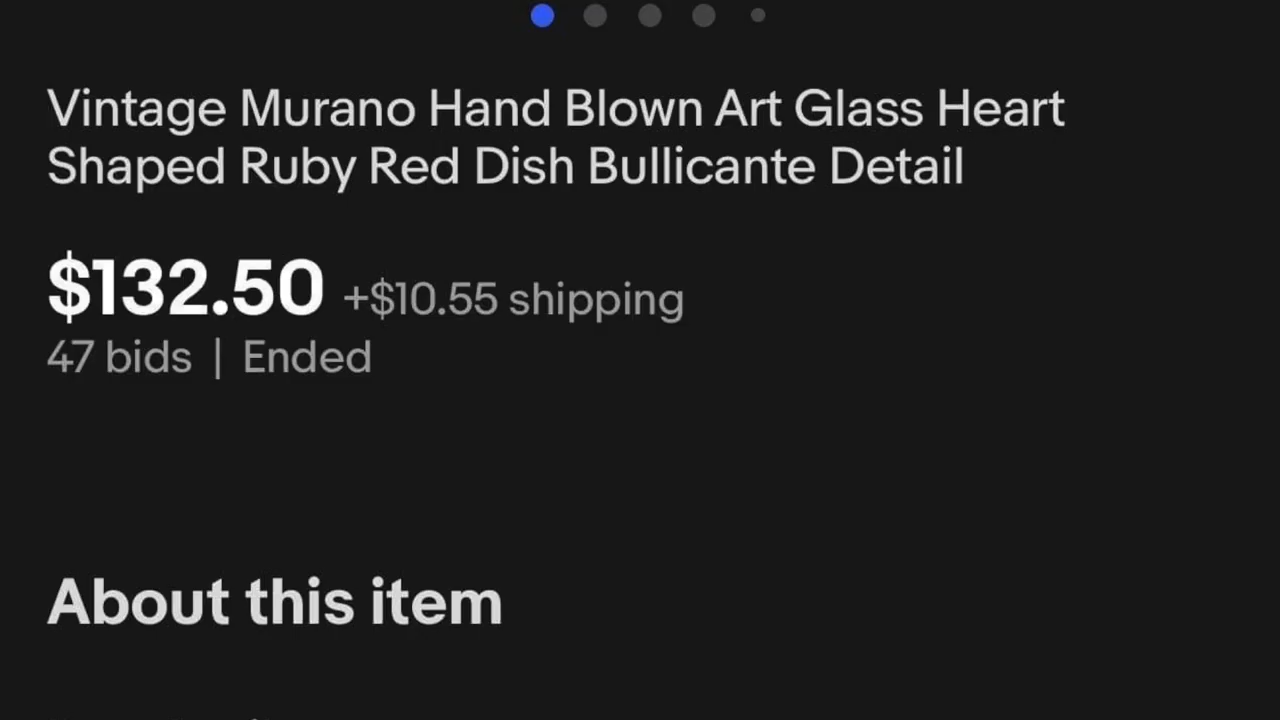 Vintage Murano Hand Blown Art Glass Heart
Shaped Ruby Red Dish Bullicante Detail
$132.50 +$10.55 shipping
47 bids | Ended
About this item